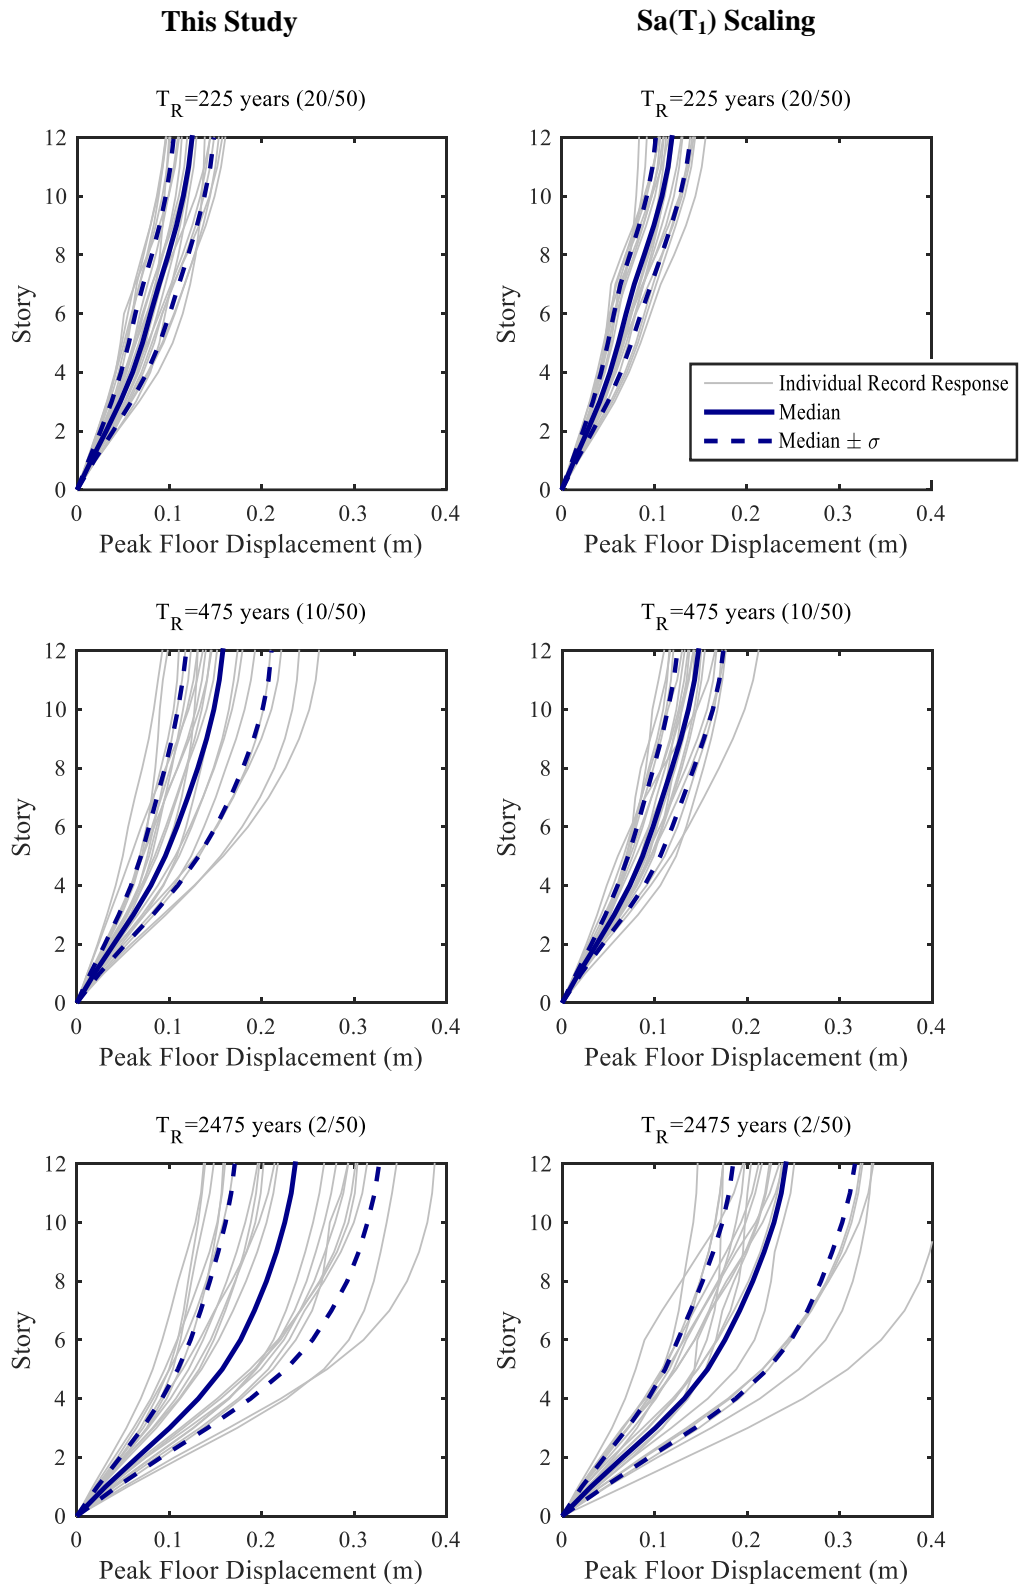 This Study
Sa(T1) Scaling
TR=225 years (20/50)
12
10
8
6
4
2
0
Story
0 0.1 0.2 0.3 0.4
Peak Floor Displacement (m)
TR=225 years (20/50)
12
10
8
6
4
2
0
Story
Individual Record Response
Median
Median ± σ
0 0.1 0.2 0.3 0.4
Peak Floor Displacement (m)
TR=475 years (10/50)
12
10
8
6
4
2
0
Story
0 0.1 0.2 0.3 0.4
Peak Floor Displacement (m)
TR=475 years (10/50)
12
10
8
6
4
2
0
Story
0 0.1 0.2 0.3 0.4
Peak Floor Displacement (m)
TR=2475 years (2/50)
12
10
8
6
4
2
0
Story
0 0.1 0.2 0.3 0.4
Peak Floor Displacement (m)
TR=2475 years (2/50)
12
10
8
6
4
2
0
Story
0 0.1 0.2 0.3 0.4
Peak Floor Displacement (m)